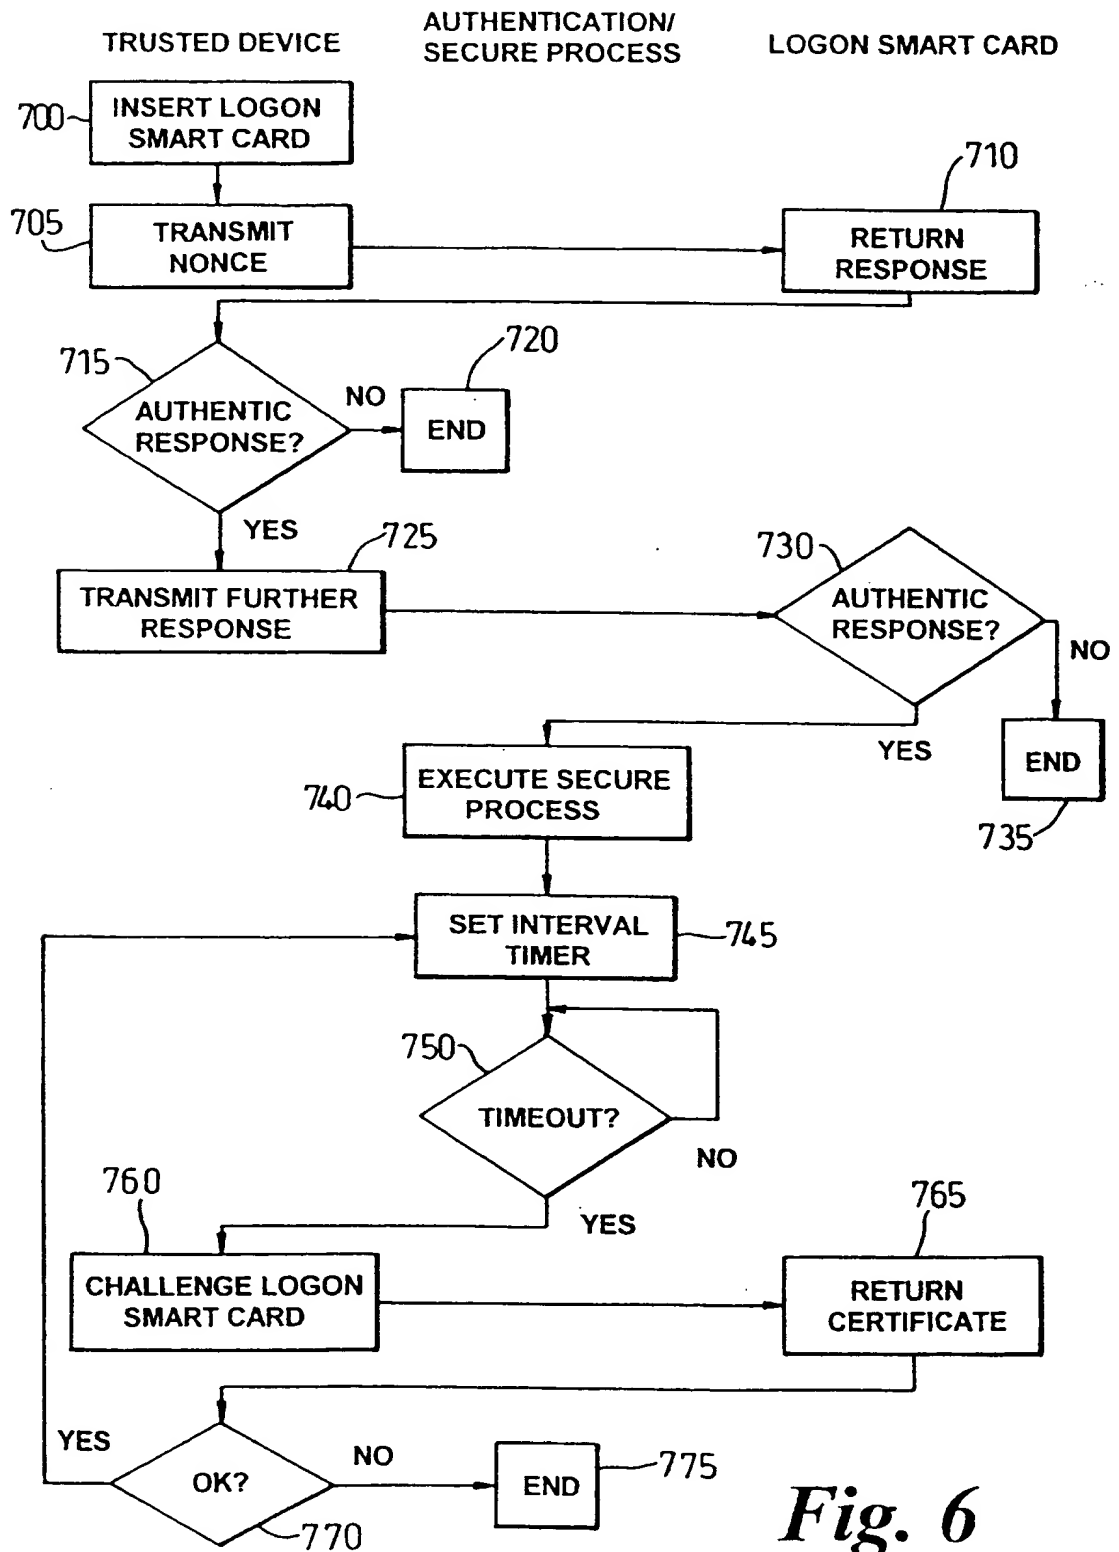 TRUSTED DEVICE
AUTHENTICATION/
SECURE PROCESS
LOGON SMART CARD
700
INSERT LOGON
SMART CARD
710
705
TRANSMIT
NONCE
RETURN
RESPONSE
715
720
AUTHENTIC
RESPONSE?
NO
END
YES
725
730
TRANSMIT FURTHER
RESPONSE
AUTHENTIC
RESPONSE?
NO
YES
END
735
740
EXECUTE SECURE
PROCESS
SET INTERVAL
TIMER
745
750
TIMEOUT?
NO
YES
760
765
CHALLENGE LOGON
SMART CARD
RETURN
CERTIFICATE
YES
OK?
NO
END
775
770
Fig. 6